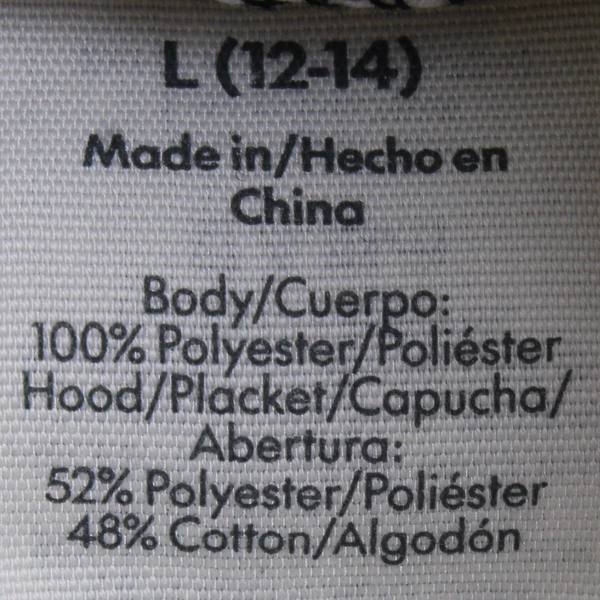 L (12-14)
Made in/Hecho en
China
Body/Cuerpo:
100% Polyester/Poliéster
Hood/Placket/Capucha/
Abertura:
52% Polyester/Poliéster
48% Cotton/Algodón